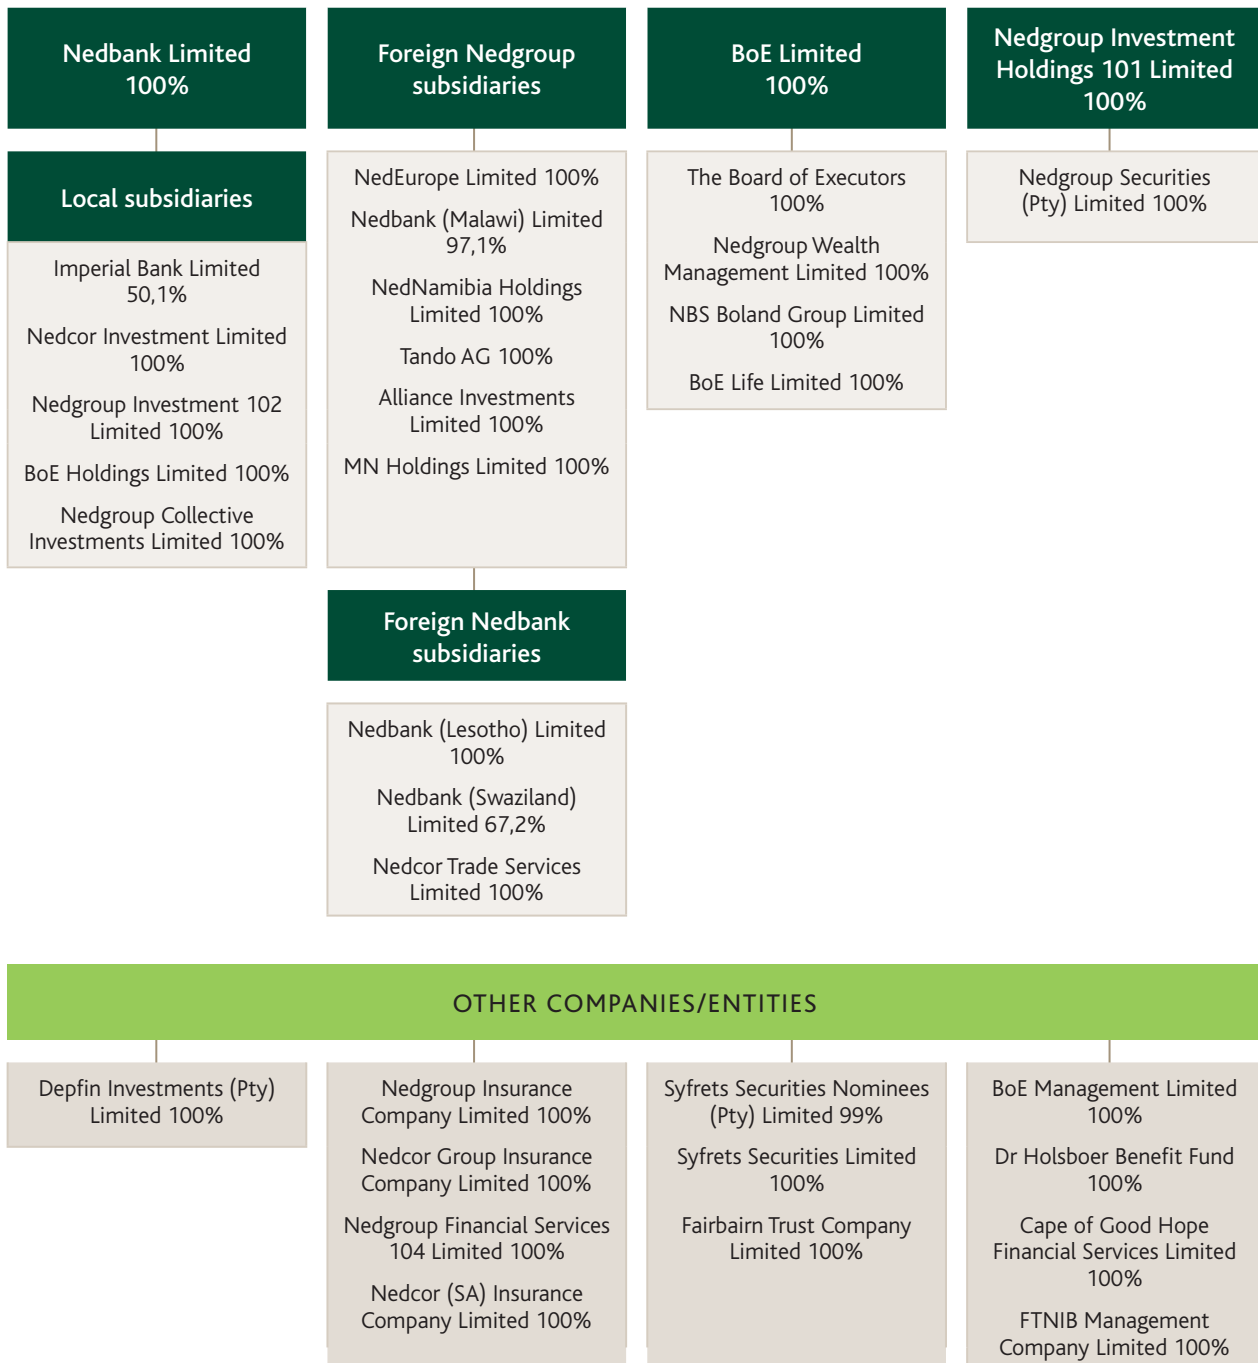 Nedbank Limited
100%
Local subsidiaries
Imperial Bank Limited
50,1%
Nedcor Investment Limited
100%
Nedgroup Investment 102
Limited 100%
BoE Holdings Limited 100%
Nedgroup Collective
Investments Limited 100%
Foreign Nedgroup
subsidiaries
NedEurope Limited 100%
Nedbank (Malawi) Limited
97,1%
NedNamibia Holdings
Limited 100%
Tando AG 100%
Alliance Investments
Limited 100%
MN Holdings Limited 100%
Foreign Nedbank
subsidiaries
Nedbank (Lesotho) Limited
100%
Nedbank (Swaziland)
Limited 67,2%
Nedcor Trade Services
Limited 100%
BoE Limited
100%
The Board of Executors
100%
Nedgroup Wealth
Management Limited 100%
NBS Boland Group Limited
100%
BoE Life Limited 100%
Nedgroup Investment
Holdings 101 Limited
100%
Nedgroup Securities
(Pty) Limited 100%
OTHER COMPANIES/ENTITIES
Depfin Investments (Pty)
Limited 100%
Nedgroup Insurance
Company Limited 100%
Nedcor Group Insurance
Company Limited 100%
Nedgroup Financial Services
104 Limited 100%
Nedcor (SA) Insurance
Company Limited 100%
Syfrets Securities Nominees
(Pty) Limited 99%
Syfrets Securities Limited
100%
Fairbairn Trust Company
Limited 100%
BoE Management Limited
100%
Dr Holsboer Benefit Fund
100%
Cape of Good Hope
Financial Services Limited
100%
FTNIB Management
Company Limited 100%